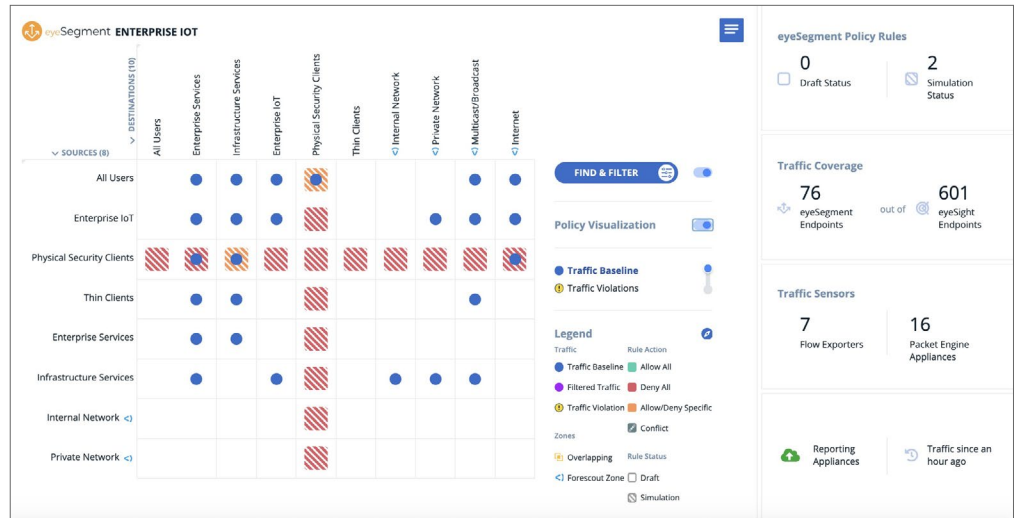 eyeSegment ENTERPRISE IOT
DESTINATIONS (10)
SOURCES (8)
All Users
Enterprise Services
Infrastructure Services
Enterprise IoT
Physical Security Clients
Thin Clients
Internal Network
Private Network
Multicast/Broadcast
Internet
All Users
Enterprise IoT
Physical Security Clients
Thin Clients
Enterprise Services
Infrastructure Services
Internal Network
Private Network
FIND & FILTER
Policy Visualization
Traffic Baseline
Traffic Violations
Legend
Traffic
Rule Action
Traffic Baseline
Allow All
Filtered Traffic
Deny All
Traffic Violation
Allow/Deny Specific
Conflict
Zones
Overlapping
Rule Status
Forescout Zone
Draft
Simulation
eyeSegment Policy Rules
0
Draft Status
2
Simulation
Status
Traffic Coverage
76
eyeSegment
Endpoints
out of
601
eyeSight
Endpoints
Traffic Sensors
7
Flow Exporters
16
Packet Engine
Appliances
Reporting
Appliances
Traffic since an
hour ago